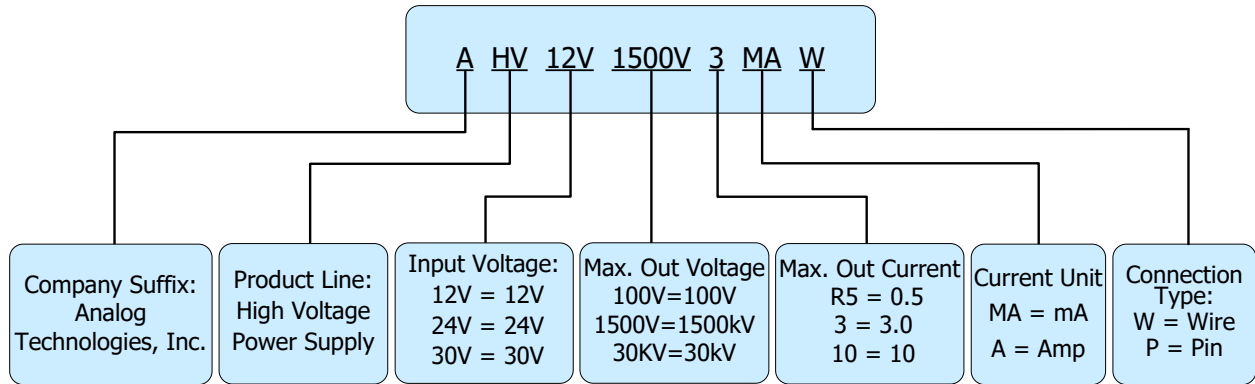 A HV 12V 1500V 3 MA W
Company Suffix:
Analog
Technologies, Inc.
Product Line:
High Voltage
Power Supply
Input Voltage:
12V = 12V
24V = 24V
30V = 30V
Max. Out Voltage
100V=100V
1500V=1500kV
30KV=30kV
Max. Out Current
R5 = 0.5
3 = 3.0
10 = 10
Current Unit
MA = mA
A = Amp
Connection
Type:
W = Wire
P = Pin